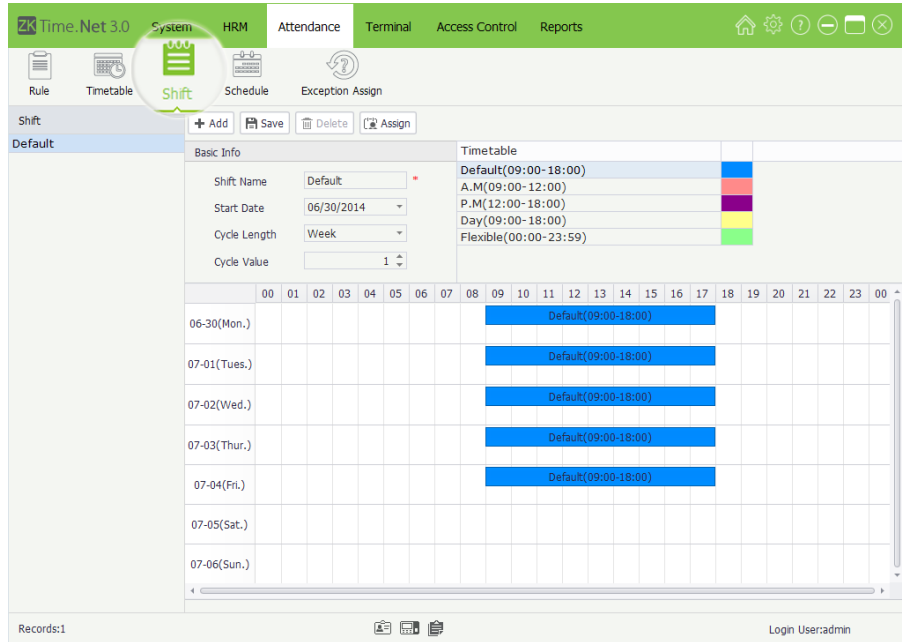 ZK Time.Net 3.0 System HRM Attendance Terminal Access Control Reports
Rule Timetable Shift Schedule Exception Assign
Shift
Default
Add Save Delete Assign
Basic Info
Shift Name Default *
Start Date 06/30/2014
Cycle Length Week
Cycle Value 1
Timetable
Default(09:00-18:00)
A.M(09:00-12:00)
P.M(12:00-18:00)
Day(09:00-18:00)
Flexible(00:00-23:59)
00 01 02 03 04 05 06 07 08 09 10 11 12 13 14 15 16 17 18 19 20 21 22 23 00
06-30(Mon.) Default(09:00-18:00)
07-01(Tues.) Default(09:00-18:00)
07-02(Wed.) Default(09:00-18:00)
07-03(Thur.) Default(09:00-18:00)
07-04(Fri.) Default(09:00-18:00)
07-05(Sat.)
07-06(Sun.)
Records:1 Login User:admin